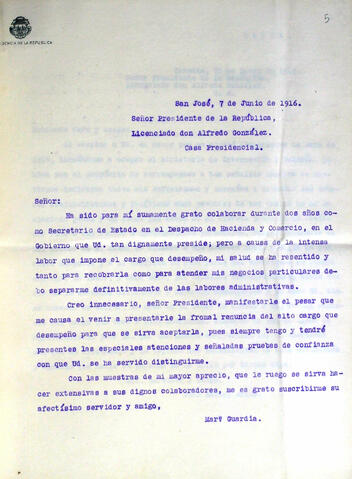 5
San José, 7 de Junio de 1916.
Señor Presidente de la República,
Licenciado don Alfredo González.
Casa Presidencial.
Señor:
Ha sido para mí sumamente grato colaborar durante dos años co-
mo Secretario de Estado en el Despacho de Hacienda y Comercio, en el
Gobierno que Ud. tan dignamente preside; pero a causa de la intensa
labor que impone el cargo que desempeño, mi salud se ha resentido y
tanto para recobrarla como para atender mis negocios particulares de-
bo separarme definitivamente de las labores administrativas.
Creo innecesario, señor Presidente, manifestarle el pesar que
me causa el venir a presentarle la fromal renuncia del alto cargo que
desempeño para que se sirva aceptarla, pues siempre tengo y tendré
presentes las especiales atenciones y señaladas pruebas de confianza
con que Ud. se ha servido distinguirme.
Con las muestras de mi mayor aprecio, que le ruego se sirva ha-
cer extensivas a sus dignos colaboradores, me es grato suscribirme su
afectísimo servidor y amigo,
Marº Guardia.